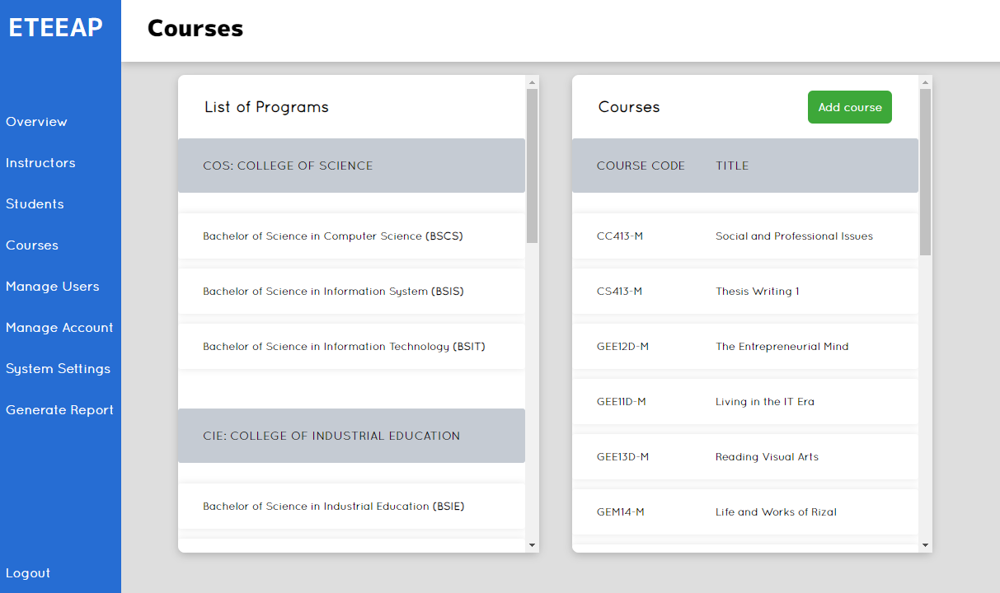 ETEEAP
Overview
Instructors
Students
Courses
Manage Users
Manage Account
System Settings
Generate Report
Logout
Courses
List of Programs
COS: COLLEGE OF SCIENCE
Bachelor of Science in Computer Science (BSCS)
Bachelor of Science in Information System (BSIS)
Bachelor of Science in Information Technology (BSIT)
CIE: COLLEGE OF INDUSTRIAL EDUCATION
Bachelor of Science in Industrial Education (BSIE)
Courses
Add course
COURSE CODE TITLE
CC413-M Social and Professional Issues
CS413-M Thesis Writing 1
GEE12D-M The Entrepreneurial Mind
GEE11D-M Living in the IT Era
GEE13D-M Reading Visual Arts
GEM14-M Life and Works of Rizal